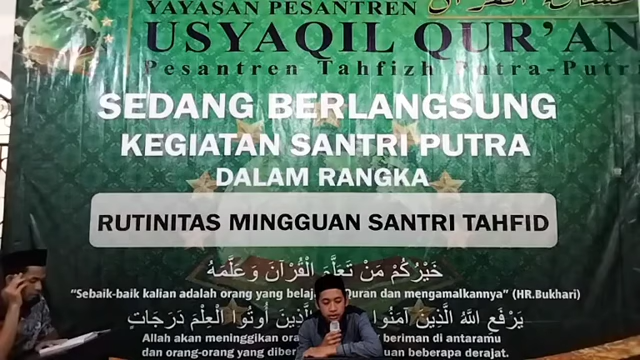 YAYASAN PESANTREN
USYAQIL QUR'AN
Pesantren Tahfizh Putra-Putri
SEDANG BERLANGSUNG
KEGIATAN SANTRI PUTRA
DALAM RANGKA
RUTINITAS MINGGUAN SANTRI TAHFID
خَيْرُكُمْ مَنْ تَعَلَّمَ الْقُرْآنَ وَعَلَّمَهُ
"Sebaik-baik kalian adalah orang yang belaj Quran dan mengamalkannya" (HR.Bukhari)
يَرْفَعِ اللَّهُ الَّذِينَ آمَنُوا وَالَّذِينَ أُوتُوا الْعِلْمَ دَرَجَاتٍ
Allah akan meninggikan orang beriman di antaramu
dan orang-orang yang diber uan beberapa derajat.